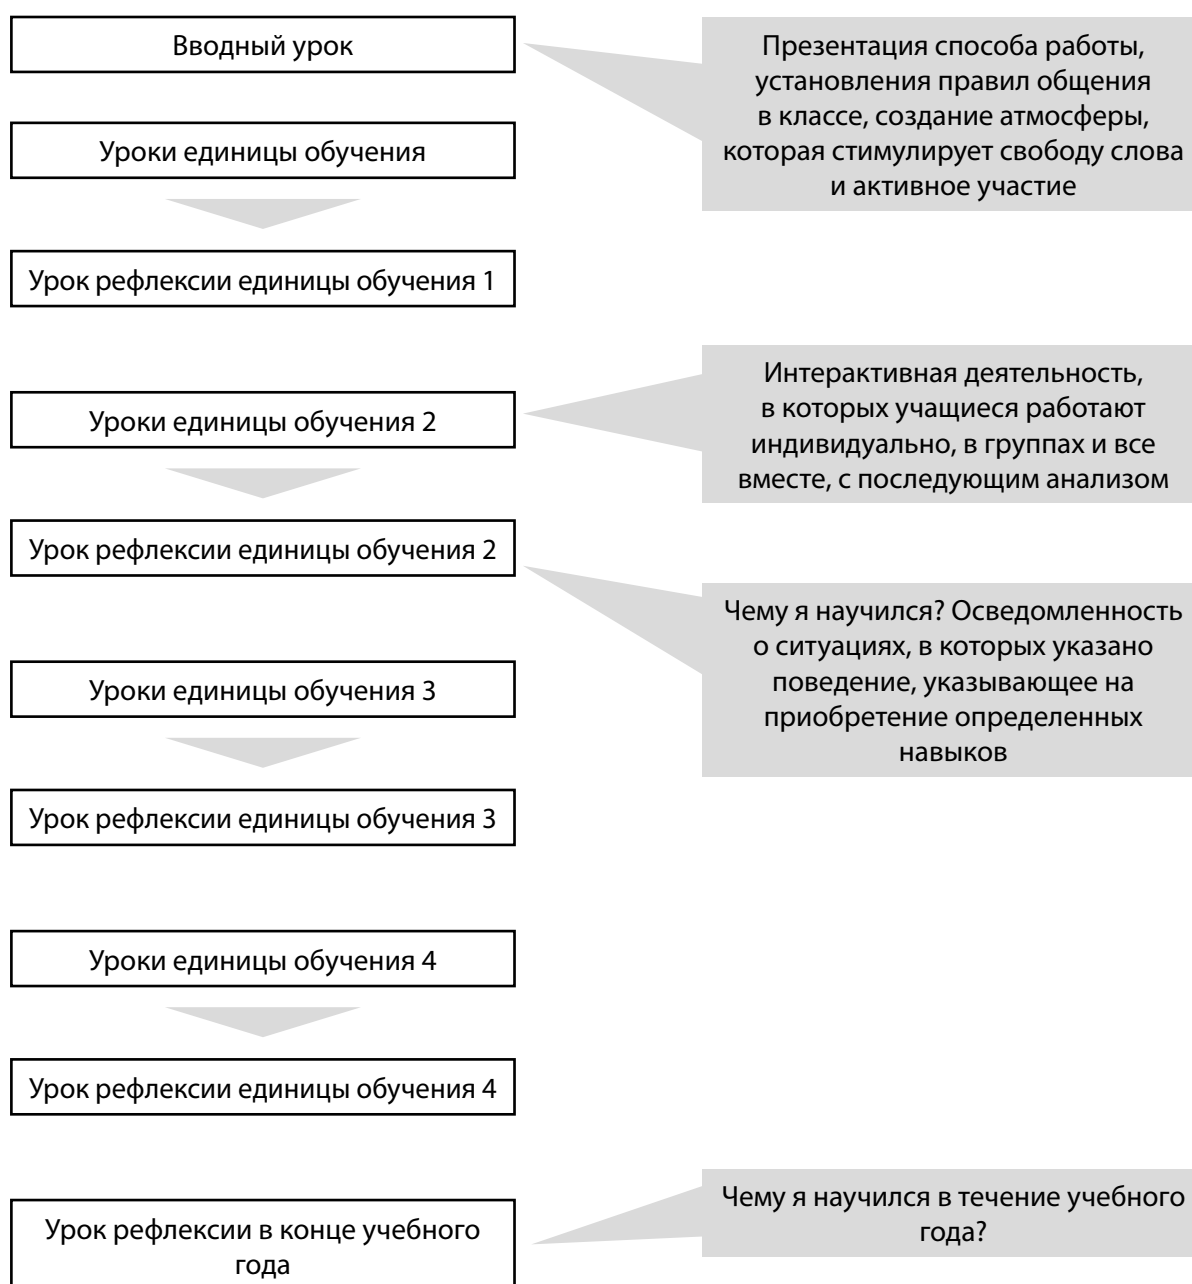 Вводный урок
Презентация способа работы,
установления правил общения
в классе, создание атмосферы,
которая стимулирует свободу слова
и активное участие
Уроки единицы обучения
Урок рефлексии единицы обучения 1
Уроки единицы обучения 2
Интерактивная деятельность,
в которых учащиеся работают
индивидуально, в группах и все
вместе, с последующим анализом
Урок рефлексии единицы обучения 2
Чему я научился? Осведомленность
о ситуациях, в которых указано
поведение, указывающее на
приобретение определенных
навыков
Уроки единицы обучения 3
Урок рефлексии единицы обучения 3
Уроки единицы обучения 4
Урок рефлексии единицы обучения 4
Урок рефлексии в конце учебного
года
Чему я научился в течение учебного
года?